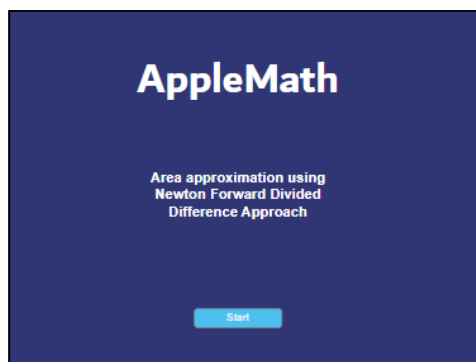 AppleMath
Area approximation using
Newton Forward Divided
Difference Approach
Start